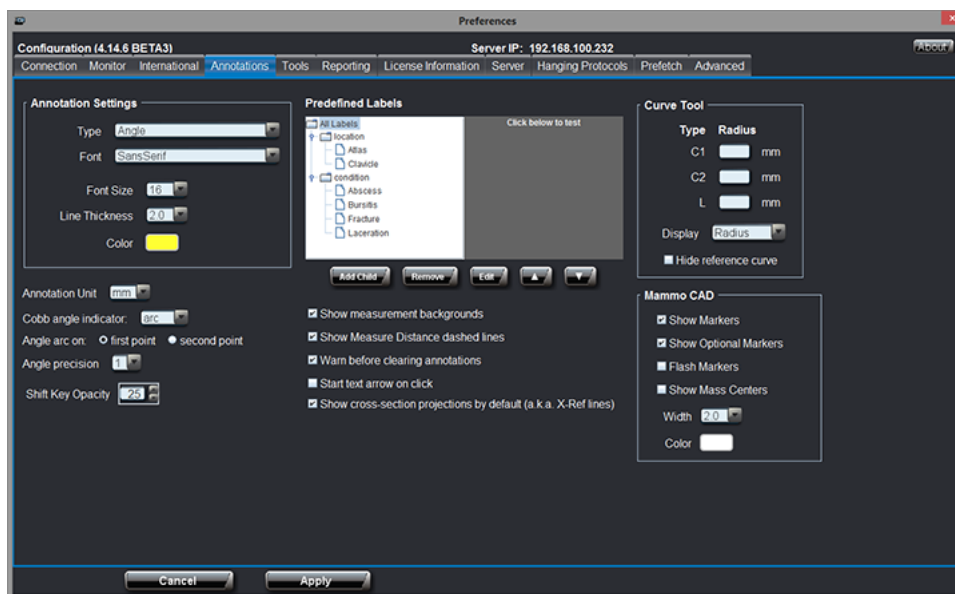 Preferences
Configuration (4.14.6 BETA3)
Server IP: 192.168.100.232
About
Connection Monitor International Annotations Tools Reporting License Information Server Hanging Protocols Prefetch Advanced
Annotation Settings
Type Angle
Font SansSerif
Font Size 16
Line Thickness 2.0
Color
Annotation Unit mm
Cobb angle indicator: arc
Angle arc on: first point second point
Angle precision 1
Shift Key Opacity 25
Predefined Labels
All Labels
location
Atlas
Clavicle
condition
Abscess
Bursitis
Fracture
Laceration
Click below to test
Add Child Remove Edit
Show measurement backgrounds
Show Measure Distance dashed lines
Warn before clearing annotations
Start text arrow on click
Show cross-section projections by default (a.k.a. X-Ref lines)
Curve Tool
Type Radius
C1 mm
C2 mm
L mm
Display Radius
Hide reference curve
Mammo CAD
Show Markers
Show Optional Markers
Flash Markers
Show Mass Centers
Width 2.0
Color
Cancel Apply